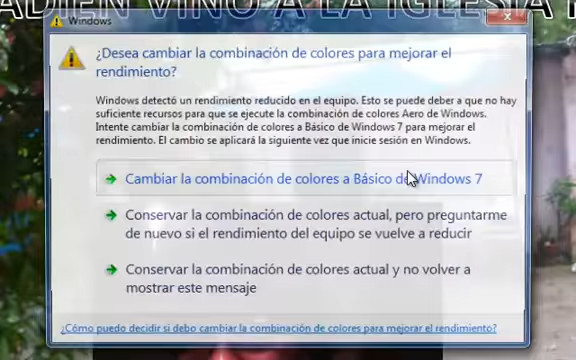 ADIEN VINO A LA IGLESIA
Windows
¿Desea cambiar la combinación de colores para mejorar el
rendimiento?
Windows detectó un rendimiento reducido en el equipo. Esto se puede deber a que no hay
suficiente recursos para que se ejecute la combinación de colores Aero de Windows.
Intente cambiar la combinación de colores a Básico de Windows 7 para mejorar el
rendimiento. El cambio se aplicará la siguiente vez que inicie sesión en Windows.
Cambiar la combinación de colores a Básico de Windows 7
Conservar la combinación de colores actual, pero preguntarme
de nuevo si el rendimiento del equipo se vuelve a reducir
Conservar la combinación de colores actual y no volver a
mostrar este mensaje
¿Cómo puedo decidir si debo cambiar la combinación de colores para mejorar el rendimiento?